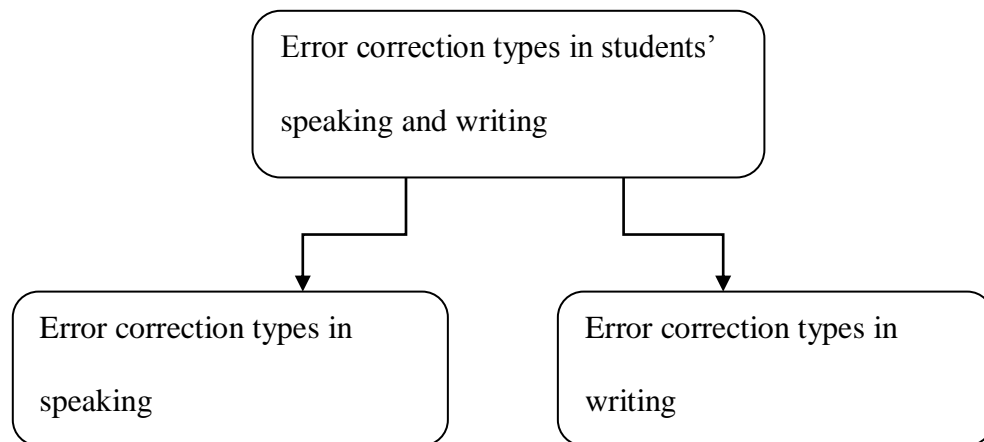 Error correction types in students’
speaking and writing
Error correction types in
speaking
Error correction types in
writing